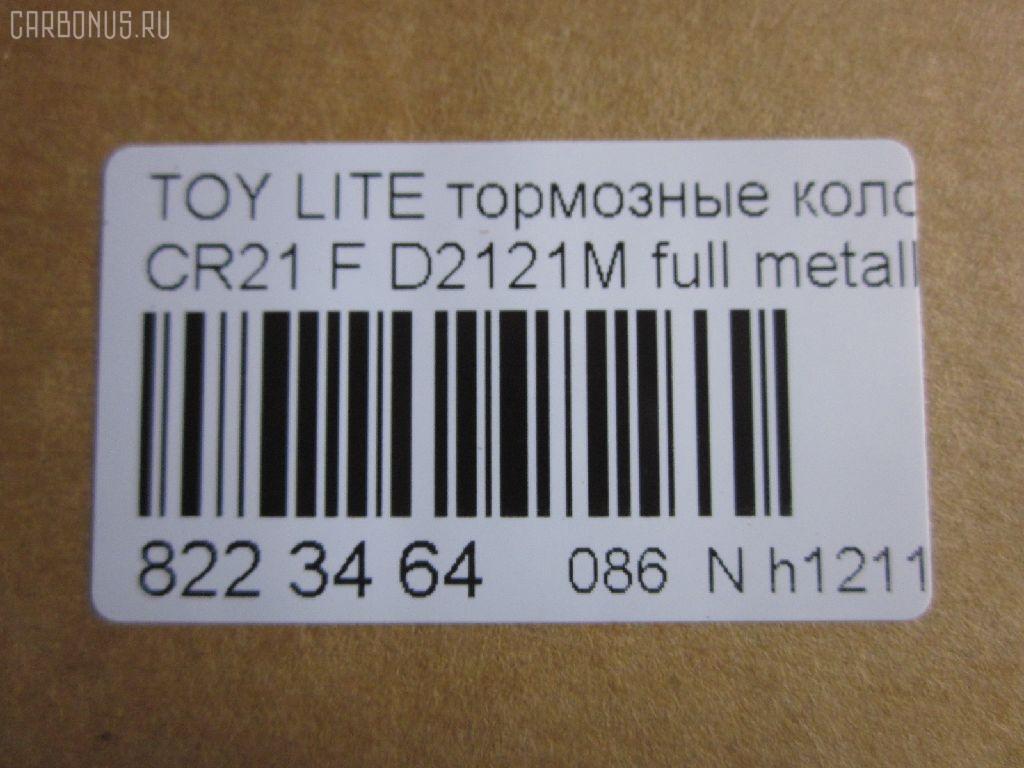 CARBONUS.RU
TOY LITE тормозные коло
CR21 F D2121M full metall
822 34 64 086 N h1211